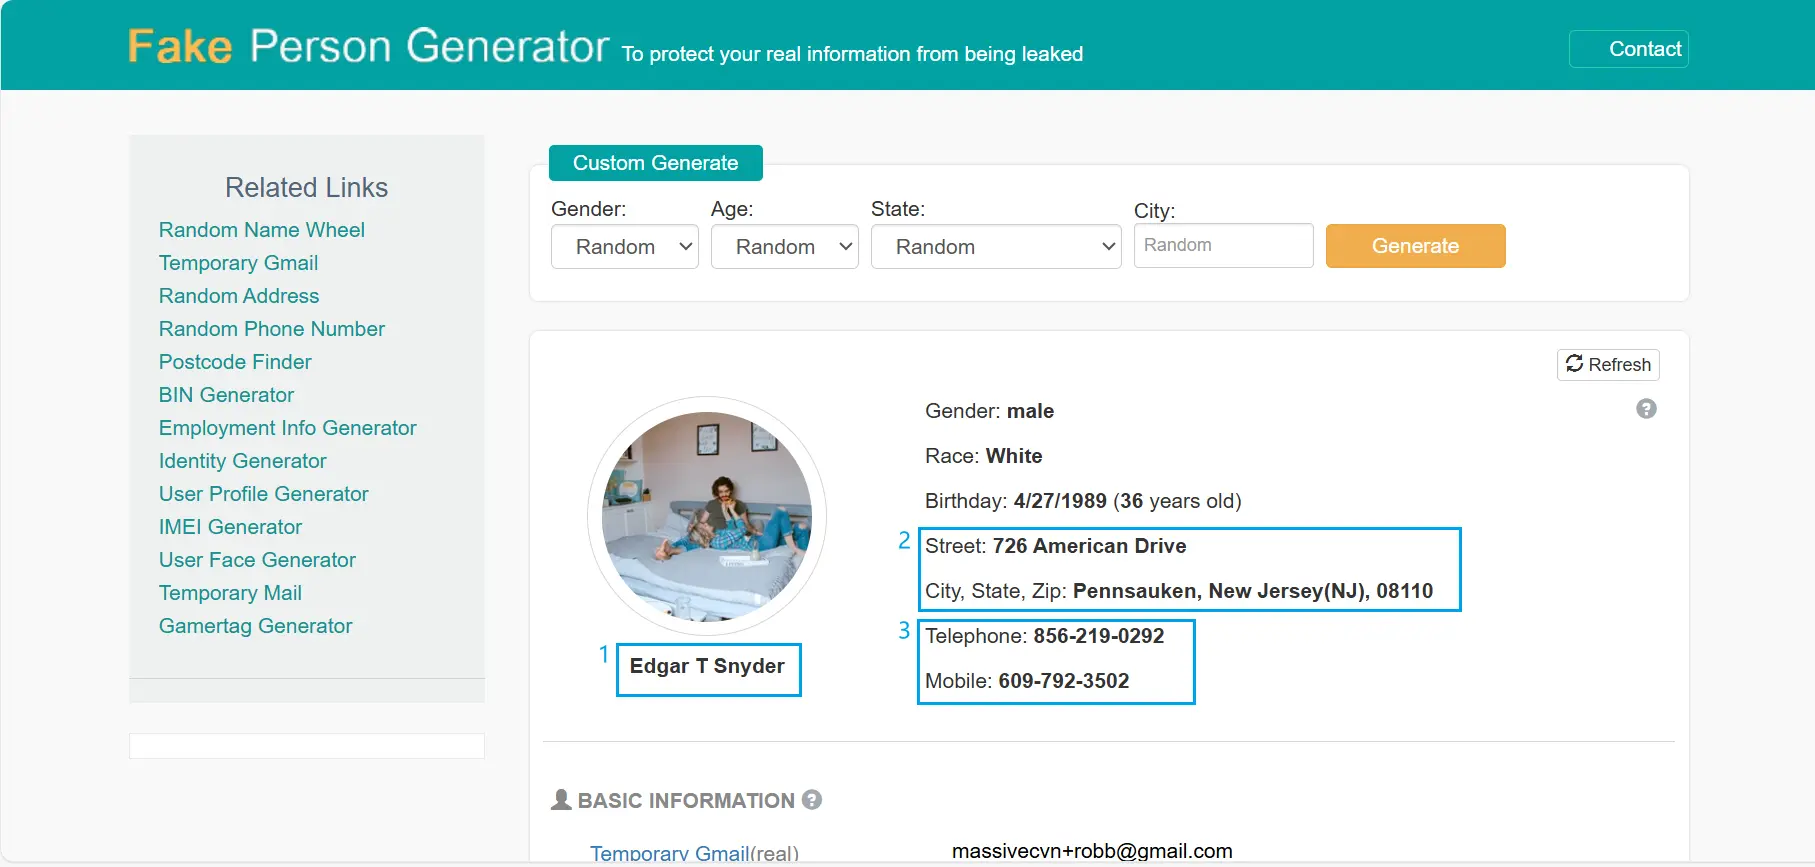 Fake Person Generator To protect your real information from being leaked
Contact
Related Links
Random Name Wheel
Temporary Gmail
Random Address
Random Phone Number
Postcode Finder
BIN Generator
Employment Info Generator
Identity Generator
User Profile Generator
IMEI Generator
User Face Generator
Temporary Mail
Gamertag Generator
Custom Generate
Gender: Age: State: City:
Random Random Random Random Generate
Refresh
Gender: male
Race: White
Birthday: 4/27/1989 (36 years old)
2 Street: 726 American Drive
City, State, Zip: Pennsauken, New Jersey(NJ), 08110
3 Telephone: 856-219-0292
Mobile: 609-792-3502
1 Edgar T Snyder
BASIC INFORMATION
Temporary Gmail(real) massivecvn+robb@gmail.com